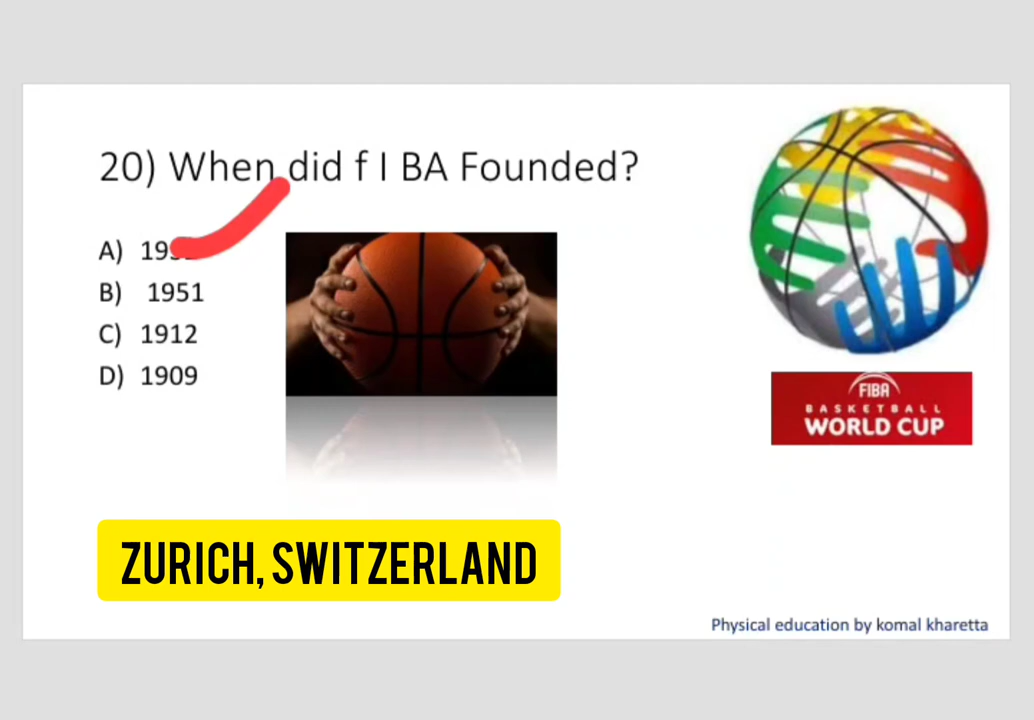 20) When did f I BA Founded?
A)
B) 1951
C) 1912
D) 1909
FIBA
BASKETBALL
WORLD CUP
ZURICH, SWITZERLAND
Physical education by komal kharetta